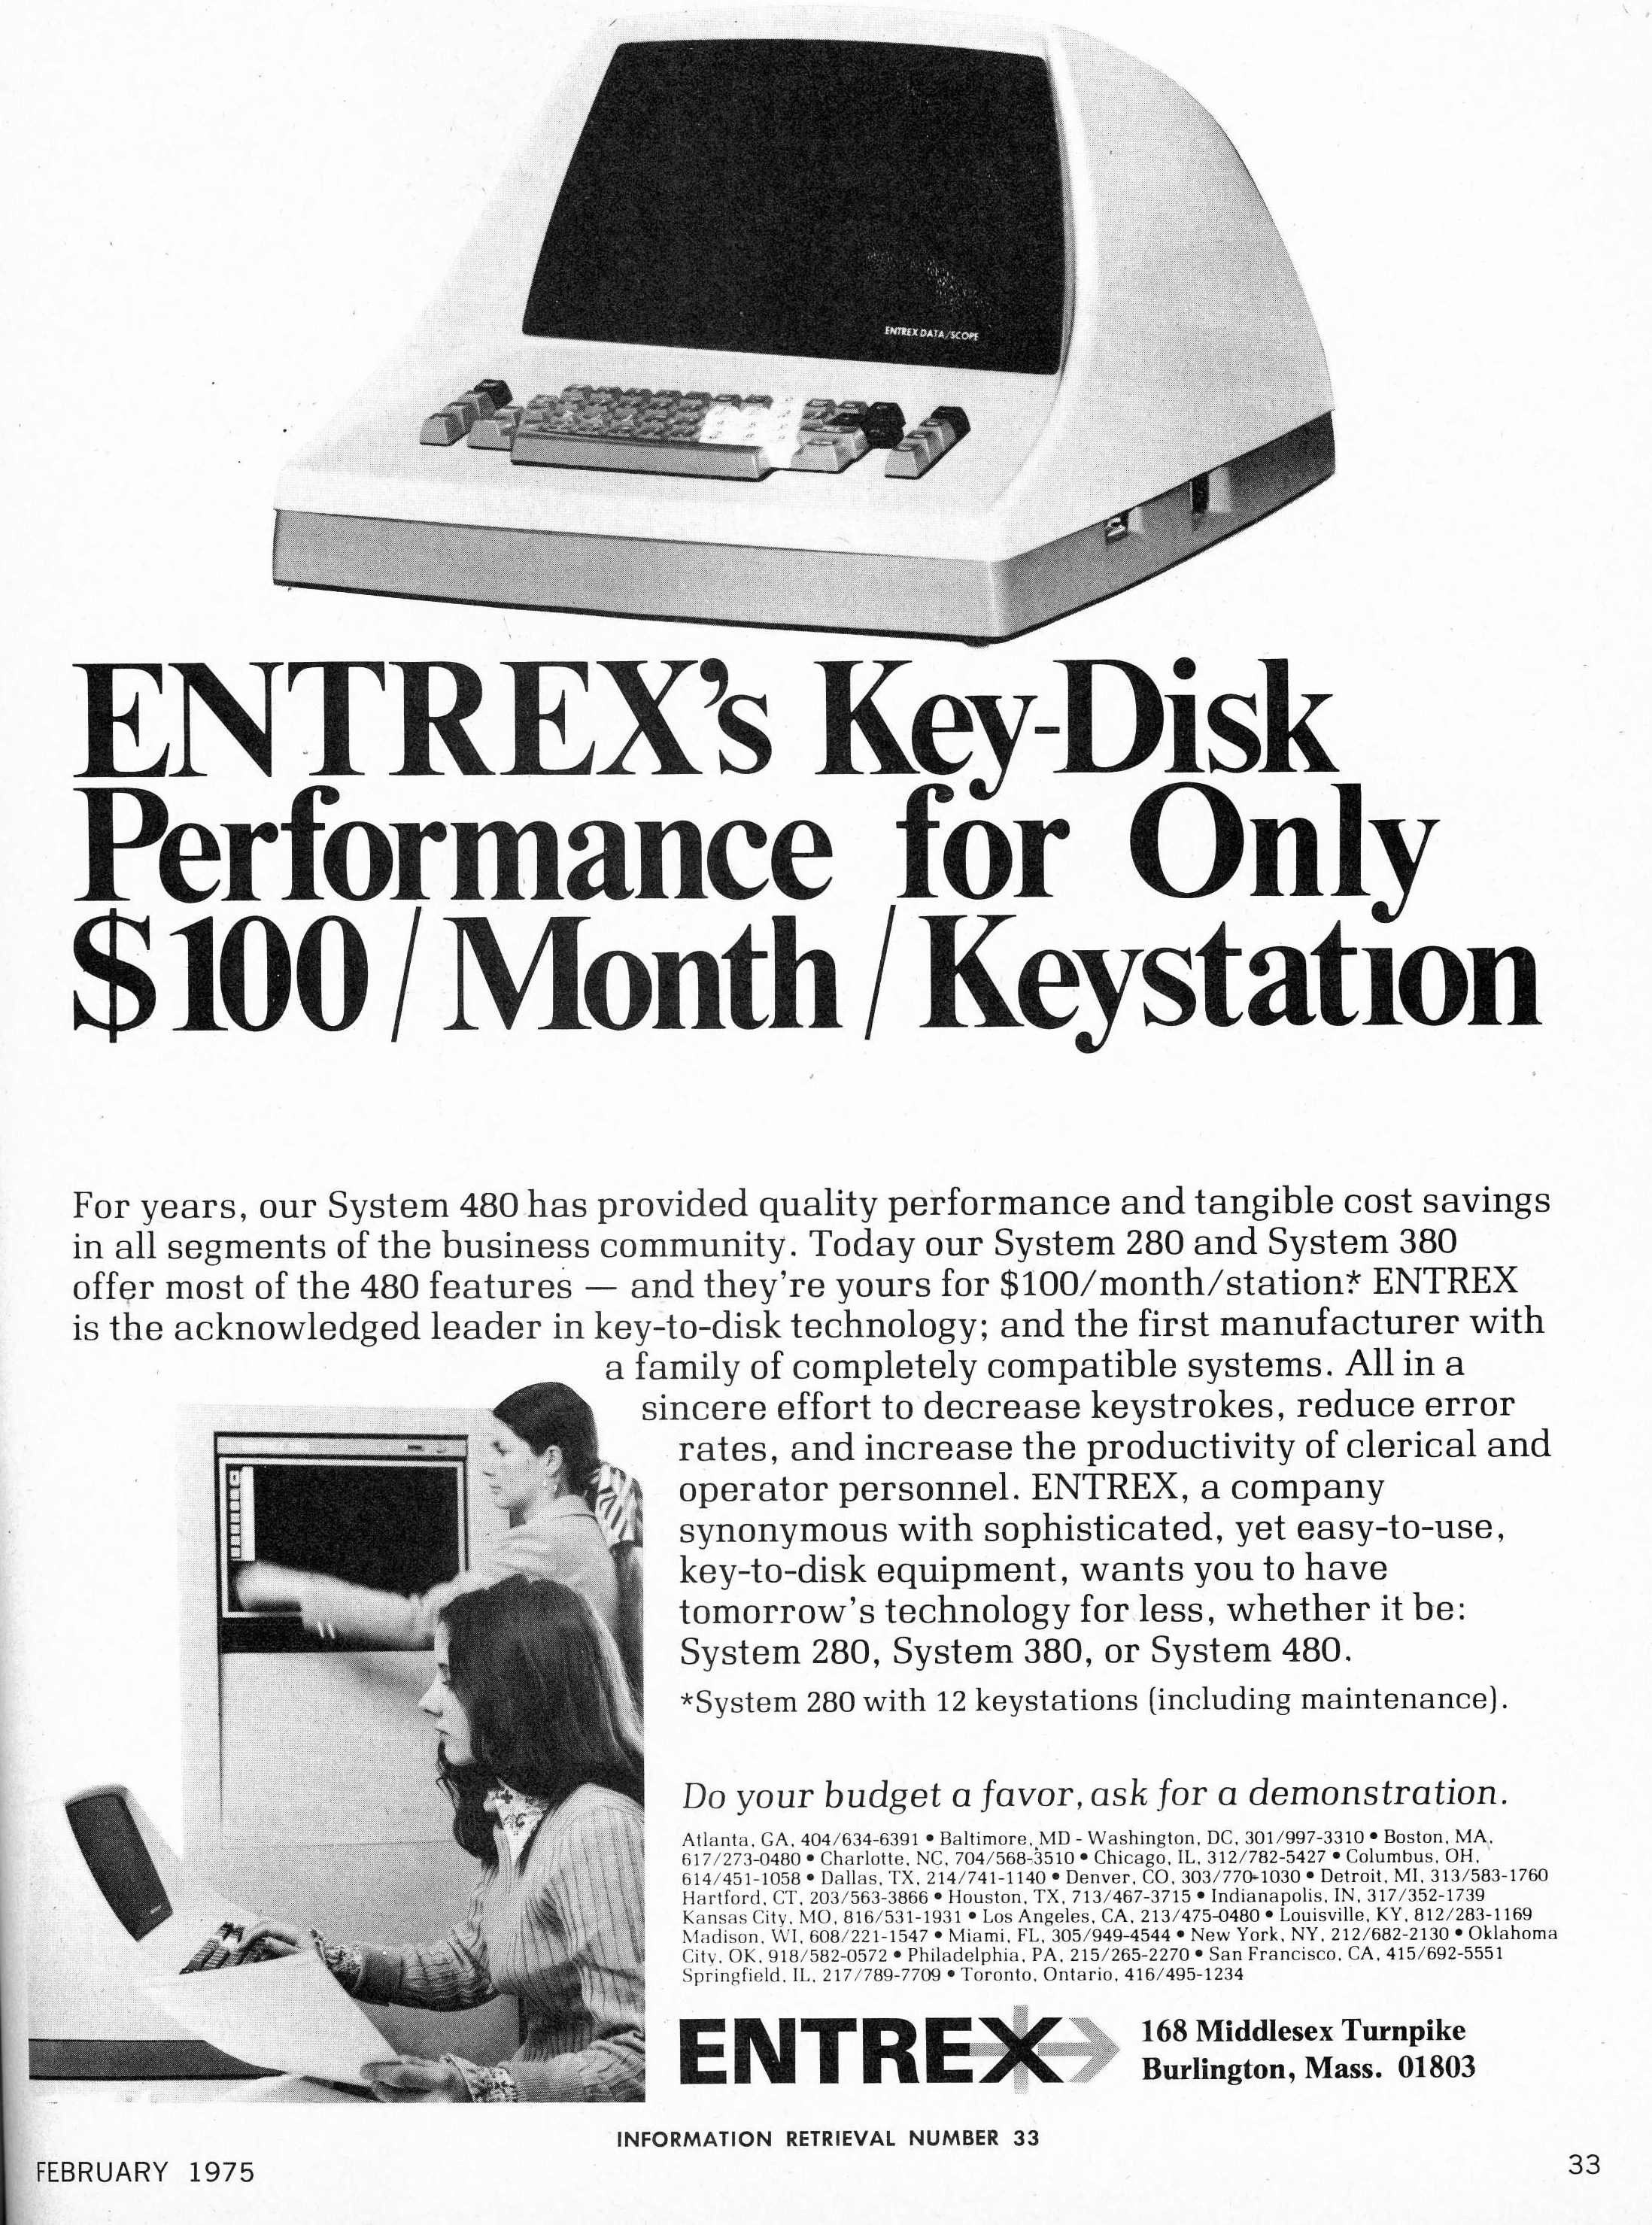 ENTREX DATA/SCOPE
ENTREX's Key-Disk
Performance for Only
$100/Month/Keystation
For years, our System 480 has provided quality performance and tangible cost savings
in all segments of the business community. Today our System 280 and System 380
offer most of the 480 features — and they're yours for $100/month/station* ENTREX
is the acknowledged leader in key-to-disk technology; and the first manufacturer with
a family of completely compatible systems. All in a
sincere effort to decrease keystrokes, reduce error
rates, and increase the productivity of clerical and
operator personnel. ENTREX, a company
synonymous with sophisticated, yet easy-to-use,
key-to-disk equipment, wants you to have
tomorrow's technology for less, whether it be:
System 280, System 380, or System 480.
*System 280 with 12 keystations (including maintenance).
Do your budget a favor, ask for a demonstration.
Atlanta, GA, 404/634-6391 • Baltimore, MD - Washington, DC, 301/997-3310 • Boston, MA,
617/273-0480 • Charlotte, NC, 704/568-3510 • Chicago, IL, 312/782-5427 • Columbus, OH,
614/451-1058 • Dallas, TX, 214/741-1140 • Denver, CO, 303/770-1030 • Detroit, MI, 313/583-1760
Hartford, CT, 203/563-3866 • Houston, TX, 713/467-3715 • Indianapolis, IN, 317/352-1739
Kansas City, MO, 816/531-1931 • Los Angeles, CA, 213/475-0480 • Louisville, KY, 812/283-1169
Madison, WI, 608/221-1547 • Miami, FL, 305/949-4544 • New York, NY, 212/682-2130 • Oklahoma
City, OK, 918/582-0572 • Philadelphia, PA, 215/265-2270 • San Francisco, CA, 415/692-5551
Springfield, IL, 217/789-7709 • Toronto, Ontario, 416/495-1234
ENTREX
168 Middlesex Turnpike
Burlington, Mass. 01803
INFORMATION RETRIEVAL NUMBER 33
FEBRUARY 1975
33